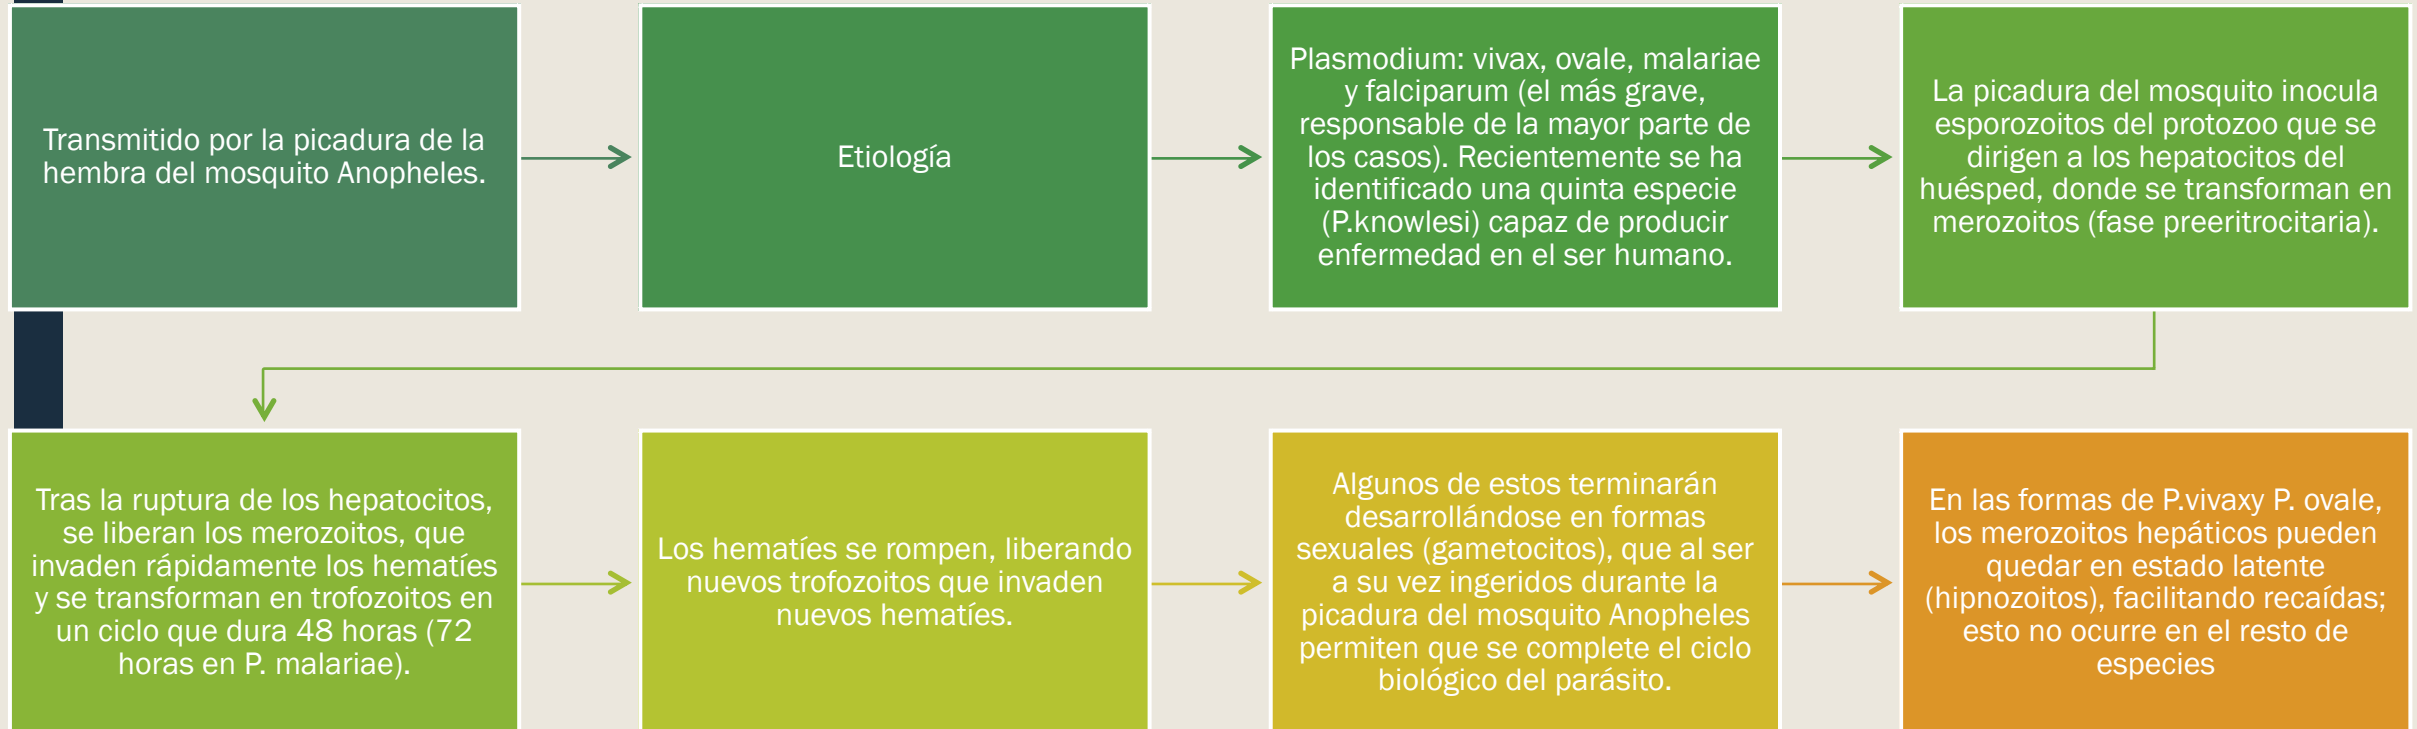 Transmitido por la picadura de la
hembra del mosquito Anopheles.
Etiología
Plasmodium: vivax, ovale, malariae
y falciparum (el más grave,
responsable de la mayor parte de
los casos). Recientemente se ha
identificado una quinta especie
(P.knowlesi) capaz de producir
enfermedad en el ser humano.
La picadura del mosquito inocula
esporozoitos del protozoo que se
dirigen a los hepatocitos del
huésped, donde se transforman en
merozoitos (fase preeritrocitaria).
Tras la ruptura de los hepatocitos,
se liberan los merozoitos, que
invaden rápidamente los hematíes
y se transforman en trofozoitos en
un ciclo que dura 48 horas (72
horas en P. malariae).
Los hematíes se rompen, liberando
nuevos trofozoitos que invaden
nuevos hematíes.
Algunos de estos terminarán
desarrollándose en formas
sexuales (gametocitos), que al ser
a su vez ingeridos durante la
picadura del mosquito Anopheles
permiten que se complete el ciclo
biológico del parásito.
En las formas de P.vivaxy P. ovale,
los merozoitos hepáticos pueden
quedar en estado latente
(hipnozoitos), facilitando recaídas;
esto no ocurre en el resto de
especies